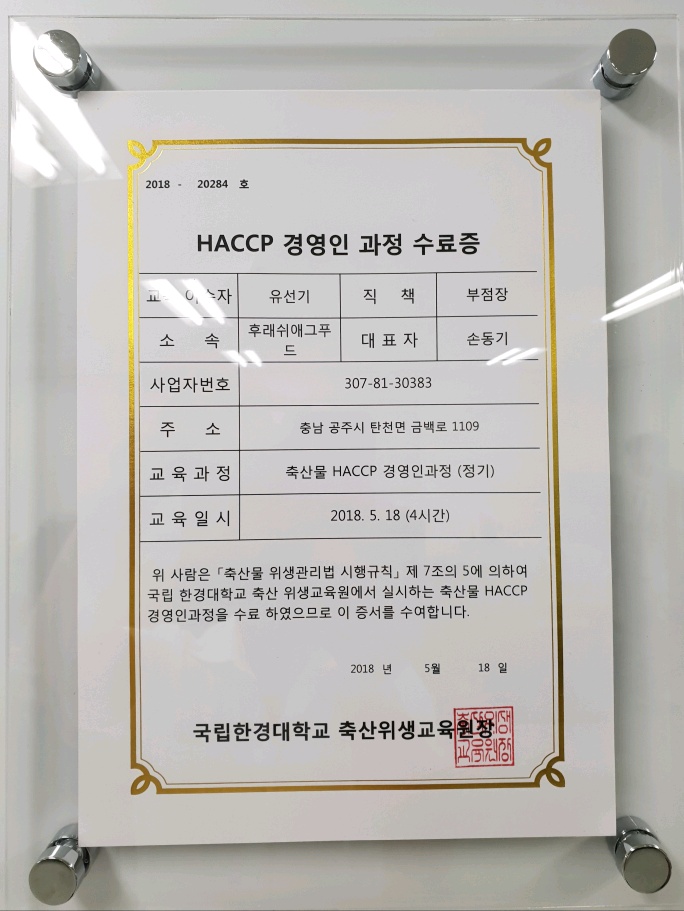 2018 - 20284 호
HACCP 경영인 과정 수료증
교육 이수자 유선기 직 책 부점장
소 속 후래쉬애그푸드 대 표 자 손동기
사업자번호 307-81-30383
주 소 충남 공주시 탄천면 금백로 1109
교 육 과 정 축산물 HACCP 경영인과정 (정기)
교 육 일 시 2018. 5. 18 (4시간)
위 사람은「축산물 위생관리법 시행규칙」제 7조의 5에 의하여
국립 한경대학교 축산 위생교육원에서 실시하는 축산물 HACCP
경영인과정을 수료 하였으므로 이 증서를 수여합니다.
2018 년 5월 18 일
국립한경대학교 축산위생교육원장